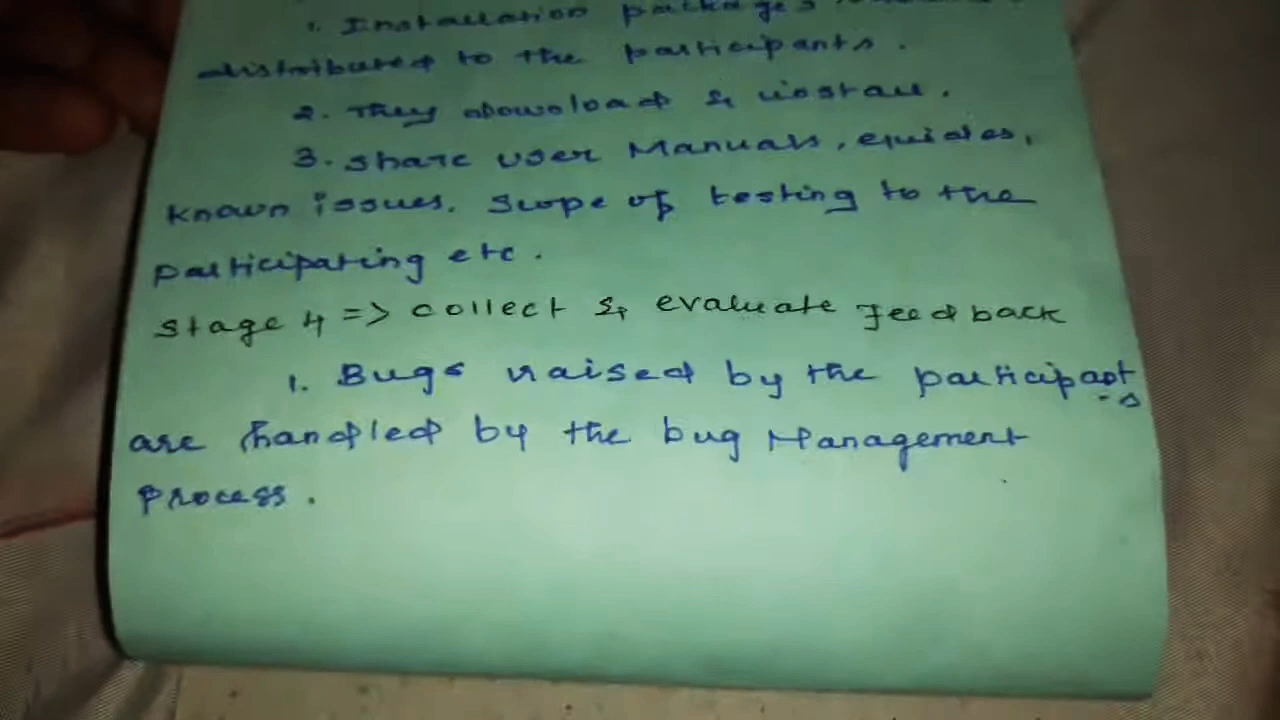 1. Installation packages
distributed to the participants.
2. They download & install.
3. share user Manuals, guides,
known issues. Scope of testing to the
participating etc.
stage 4 => collect & evaluate feedback
1. Bugs raised by the participants
are handled by the bug Management
process.